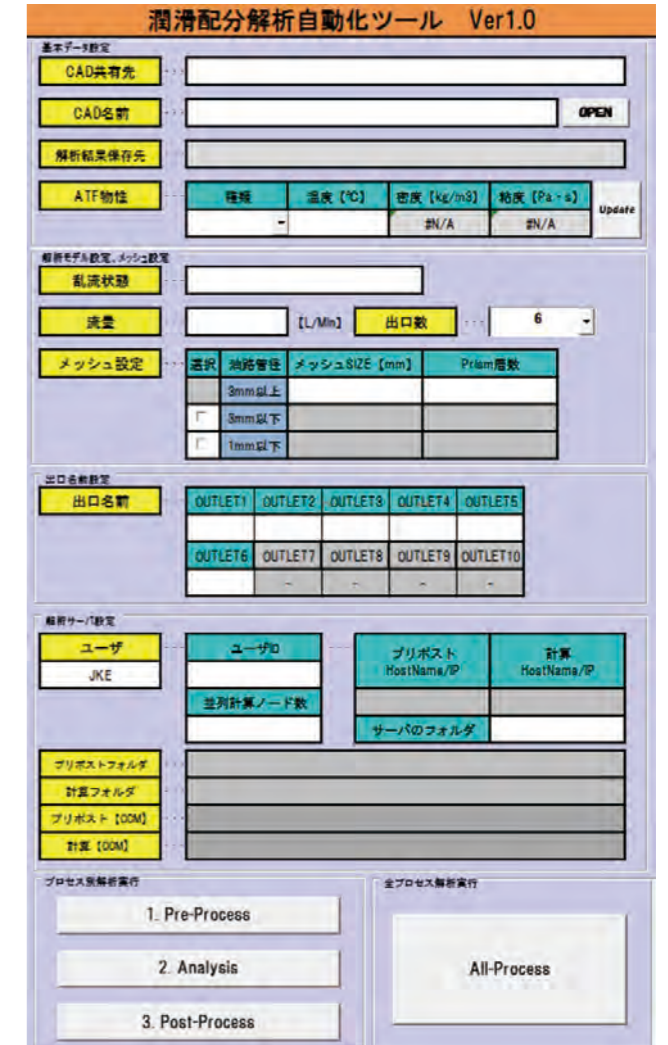 潤滑配分解析自動化ツール Ver1.0
基本データ設定
CAD共有先 ・・・
CAD名前 ・・・ OPEN
解析結果保存先 ・・・
ATF物性 ・・・ 種類 温度【℃】 密度【kg/m3】 粘度【Pa・s】 Update
#N/A #N/A
解析モデル設定、メッシュ設定
乱流状態 ・・・
流量 ・・・ 【L/Min】 出口数 ・・・ 6
メッシュ設定 ・・・ 選択 油路管径 メッシュSIZE【mm】 Prism層数
3mm以上
3mm以下
1mm以下
出口名前設定
出口名前 ・・・ OUTLET1 OUTLET2 OUTLET3 OUTLET4 OUTLET5
OUTLET6 OUTLET7 OUTLET8 OUTLET9 OUTLET10
- - - -
解析サーバ設定
ユーザ ・・・ ユーザID ・・・ プリポスト HostName/IP 計算 HostName/IP
JKE
並列計算ノード数
サーバのフォルダ
プリポストフォルダ ・・・
計算フォルダ ・・・
プリポスト【CCM】 ・・・
計算【CCM】 ・・・
プロセス別解析実行 全プロセス解析実行
1. Pre-Process
2. Analysis All-Process
3. Post-Process